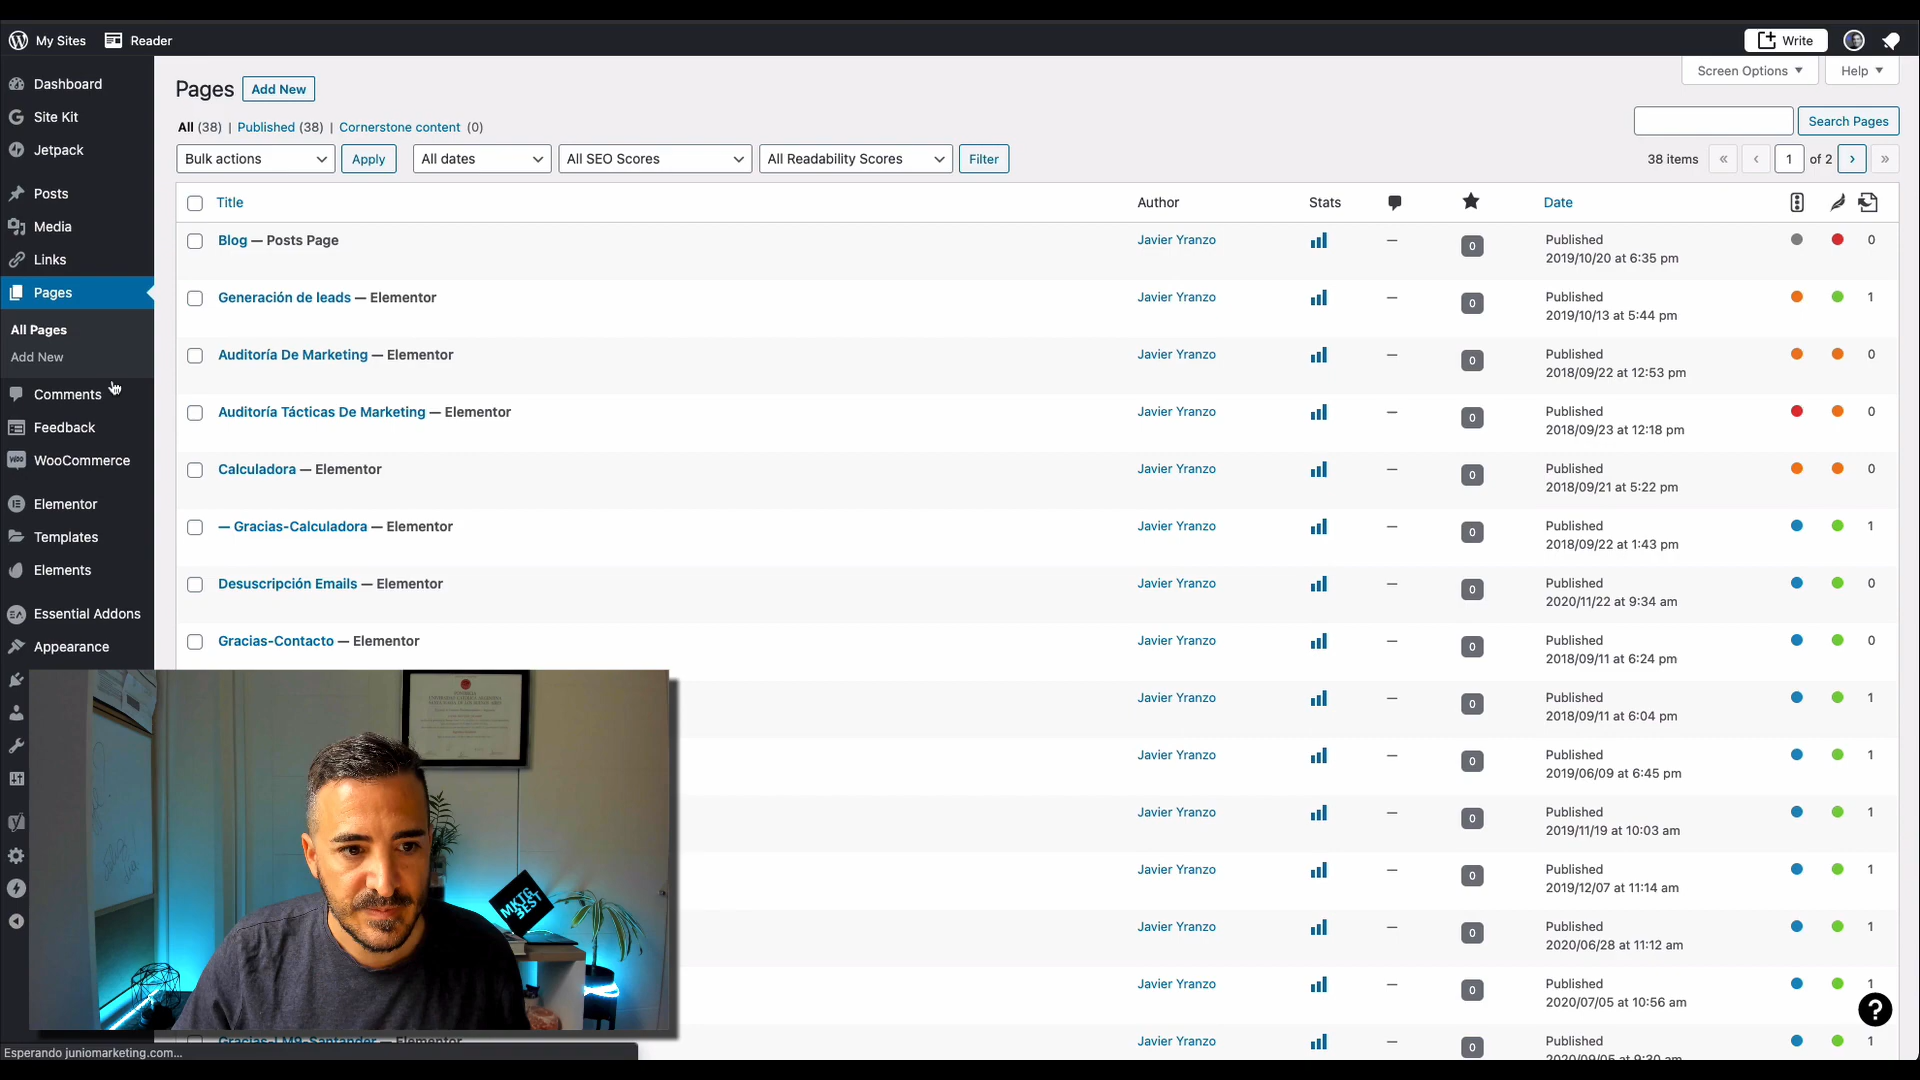 My Sites Reader Write
Screen Options Help
Dashboard
Site Kit
Jetpack
Posts
Media
Links
Pages
All Pages
Add New
Comments
Feedback
WooCommerce
Elementor
Templates
Elements
Essential Addons
Appearance
Pages Add New
All (38) | Published (38) | Cornerstone content (0)
Search Pages
Bulk actions Apply All dates All SEO Scores All Readability Scores Filter
38 items « ‹ 1 of 2 › »
Title Author Stats Date
Blog — Posts Page Javier Yranzo — 0 Published 0
2019/10/20 at 6:35 pm
Generación de leads — Elementor Javier Yranzo — 0 Published 1
2019/10/13 at 5:44 pm
Auditoría De Marketing — Elementor Javier Yranzo — 0 Published 0
2018/09/22 at 12:53 pm
Auditoría Tácticas De Marketing — Elementor Javier Yranzo — 0 Published 0
2018/09/23 at 12:18 pm
Calculadora — Elementor Javier Yranzo — 0 Published 0
2018/09/21 at 5:22 pm
— Gracias-Calculadora — Elementor Javier Yranzo — 0 Published 1
2018/09/22 at 1:43 pm
Desuscripción Emails — Elementor Javier Yranzo — 0 Published 0
2020/11/22 at 9:34 am
Gracias-Contacto — Elementor Javier Yranzo — 0 Published 0
2018/09/11 at 6:24 pm
Javier Yranzo — 0 Published 1
2018/09/11 at 6:04 pm
Javier Yranzo — 0 Published 1
2019/06/09 at 6:45 pm
Javier Yranzo — 0 Published 1
2019/11/19 at 10:03 am
Javier Yranzo — 0 Published 1
2019/12/07 at 11:14 am
Javier Yranzo — 0 Published 1
2020/06/28 at 11:12 am
Javier Yranzo — 0 Published 1
2020/07/05 at 10:56 am
Gracias-LM9-Santander — Elementor Javier Yranzo 0 Published 1
2020/09/05 at 9:30 am
MKTG
BEST
Esperando juniomarketing.com...
?